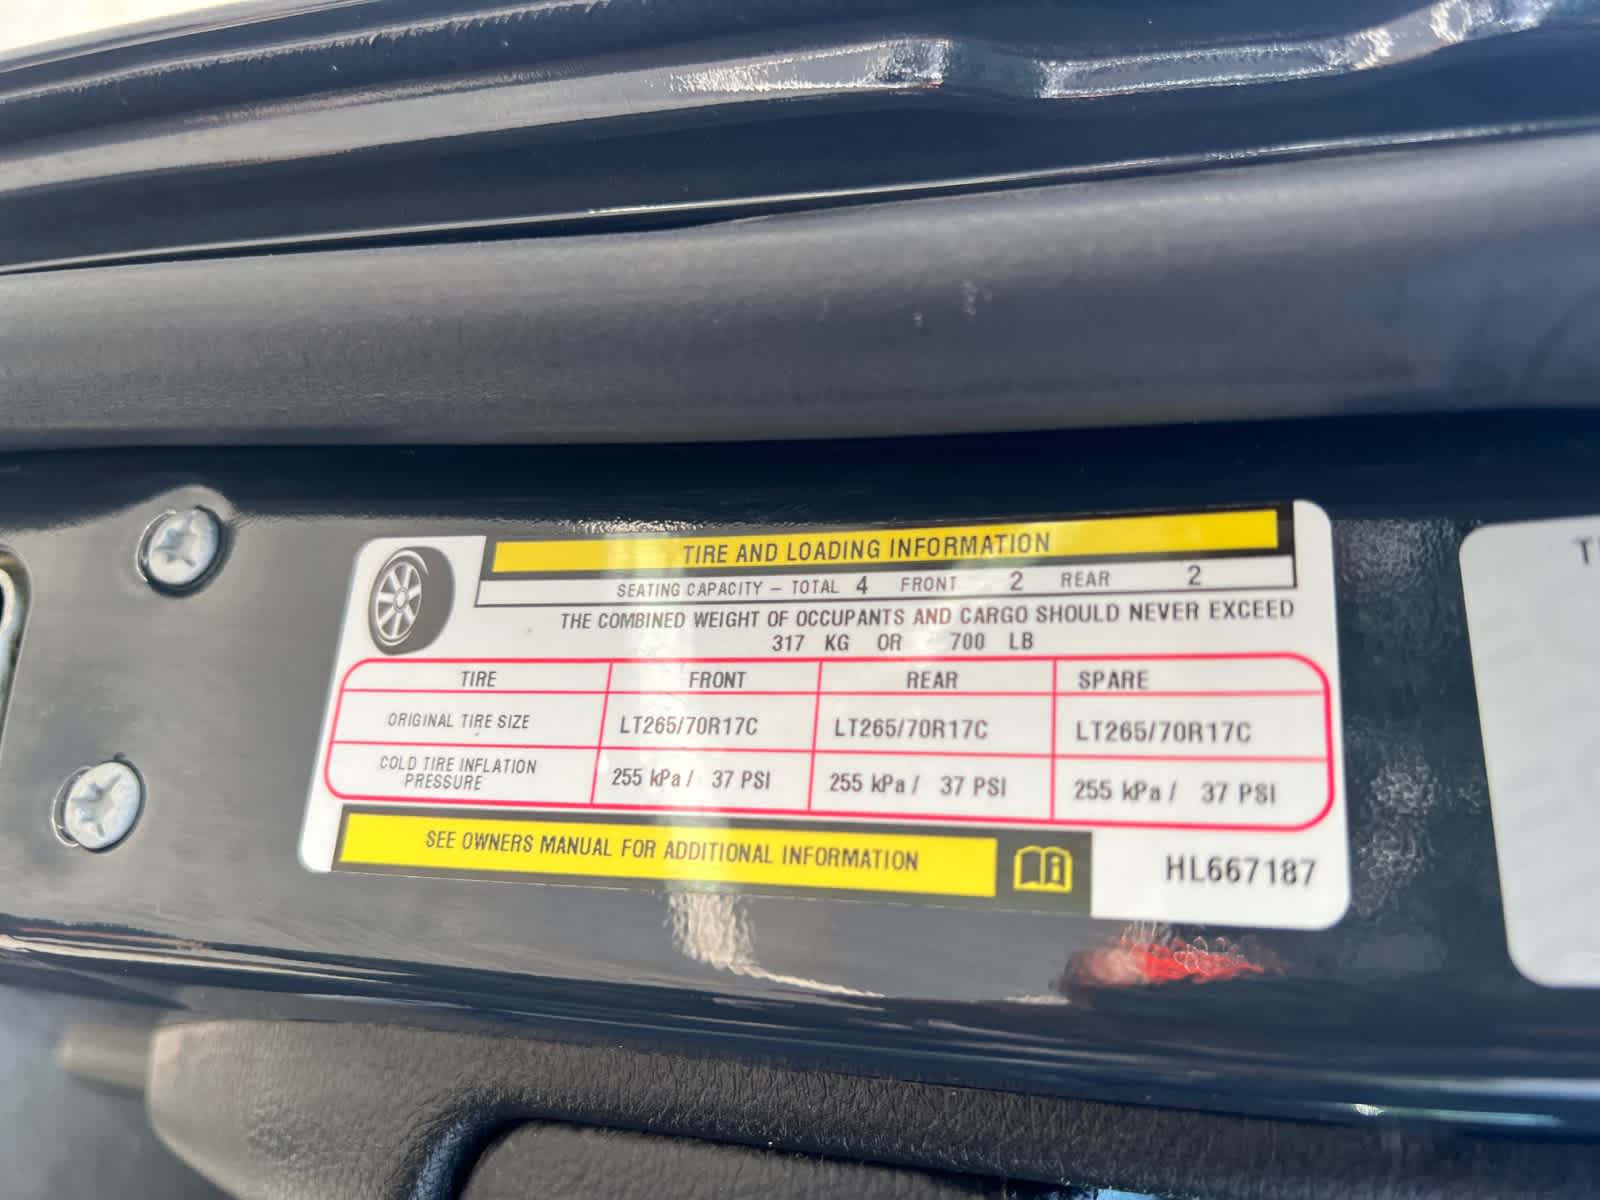 TIRE AND LOADING INFORMATION
SEATING CAPACITY – TOTAL 4 FRONT 2 REAR 2
THE COMBINED WEIGHT OF OCCUPANTS AND CARGO SHOULD NEVER EXCEED
317 KG OR 700 LB
TIRE FRONT REAR SPARE
ORIGINAL TIRE SIZE LT265/70R17C LT265/70R17C LT265/70R17C
COLD TIRE INFLATION
PRESSURE 255 kPa / 37 PSI 255 kPa / 37 PSI 255 kPa / 37 PSI
SEE OWNERS MANUAL FOR ADDITIONAL INFORMATION
HL667187